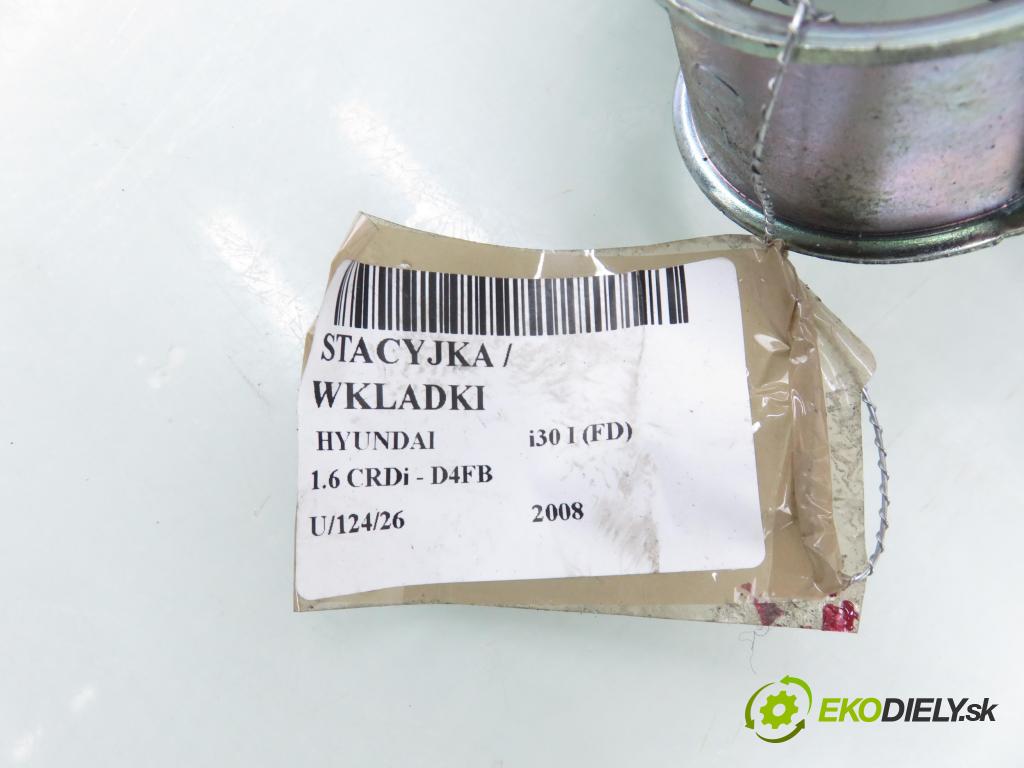 STACYJKA /
WKLADKI
HYUNDAI i30 I (FD)
1.6 CRDi - D4FB
U/124/26 2008
EKODIELY.sk